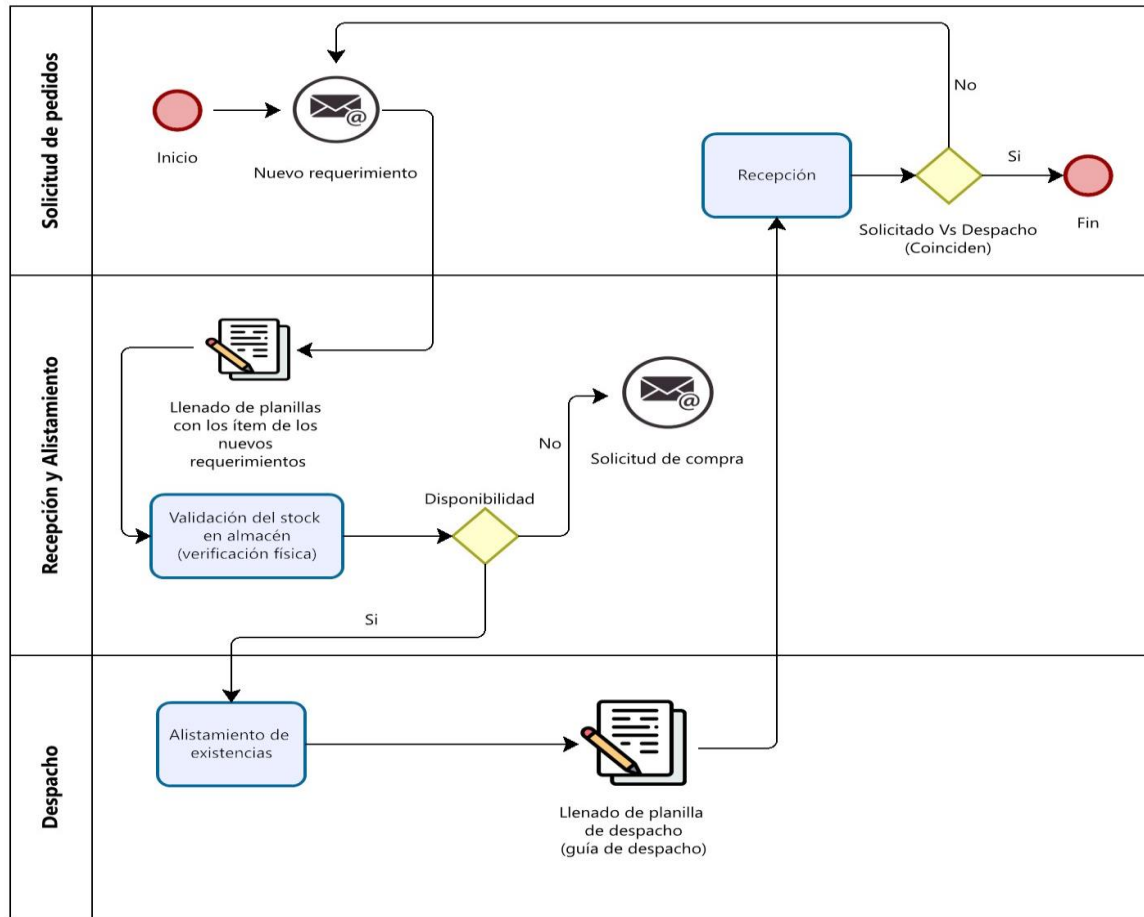 Solicitud de pedidos
Inicio
Nuevo requerimiento
Recepción
No
Si
Solicitado Vs Despacho
(Coinciden)
Fin
Recepción y Alistamiento
Llenado de planillas
con los ítem de los
nuevos
requerimientos
Validación del stock
en almacén
(verificación física)
Disponibilidad
No
Solicitud de compra
Si
Despacho
Alistamiento de
existencias
Llenado de planilla
de despacho
(guía de despacho)